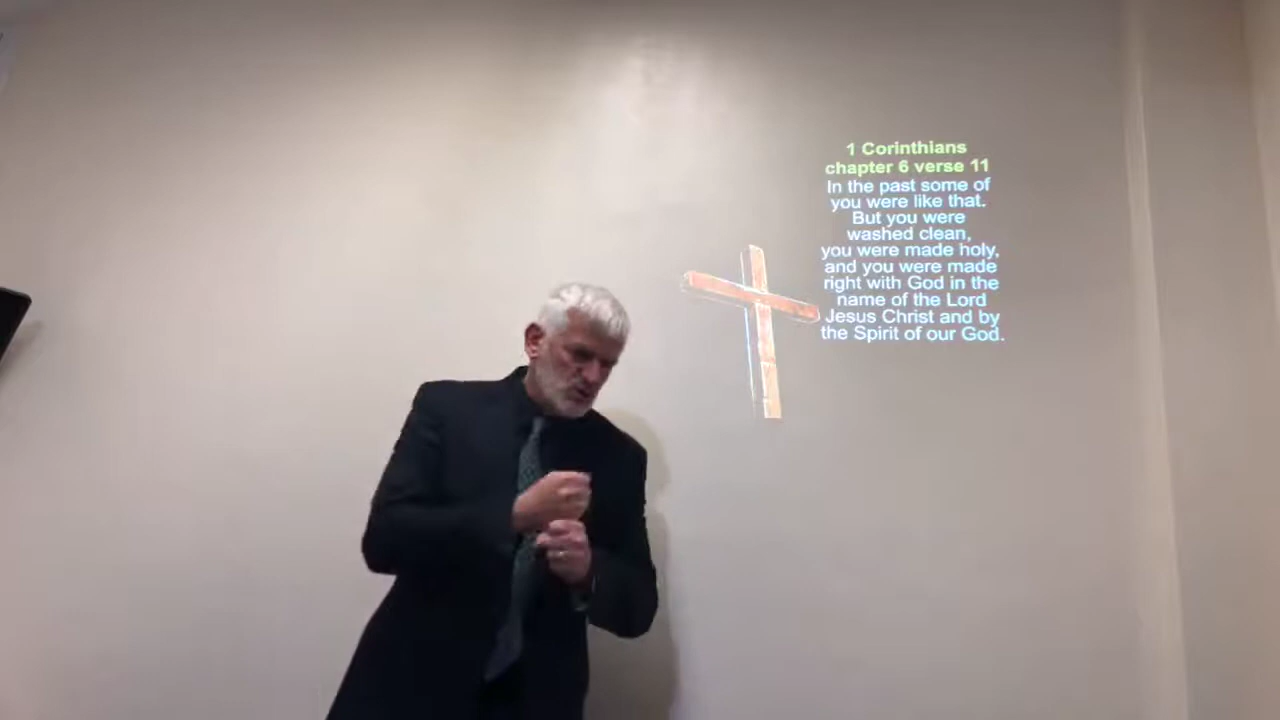 1 Corinthians
chapter 6 verse 11
In the past some of
you were like that.
But you were
washed clean,
you were made holy,
and you were made
right with God in the
name of the Lord
Jesus Christ and by
the Spirit of our God.